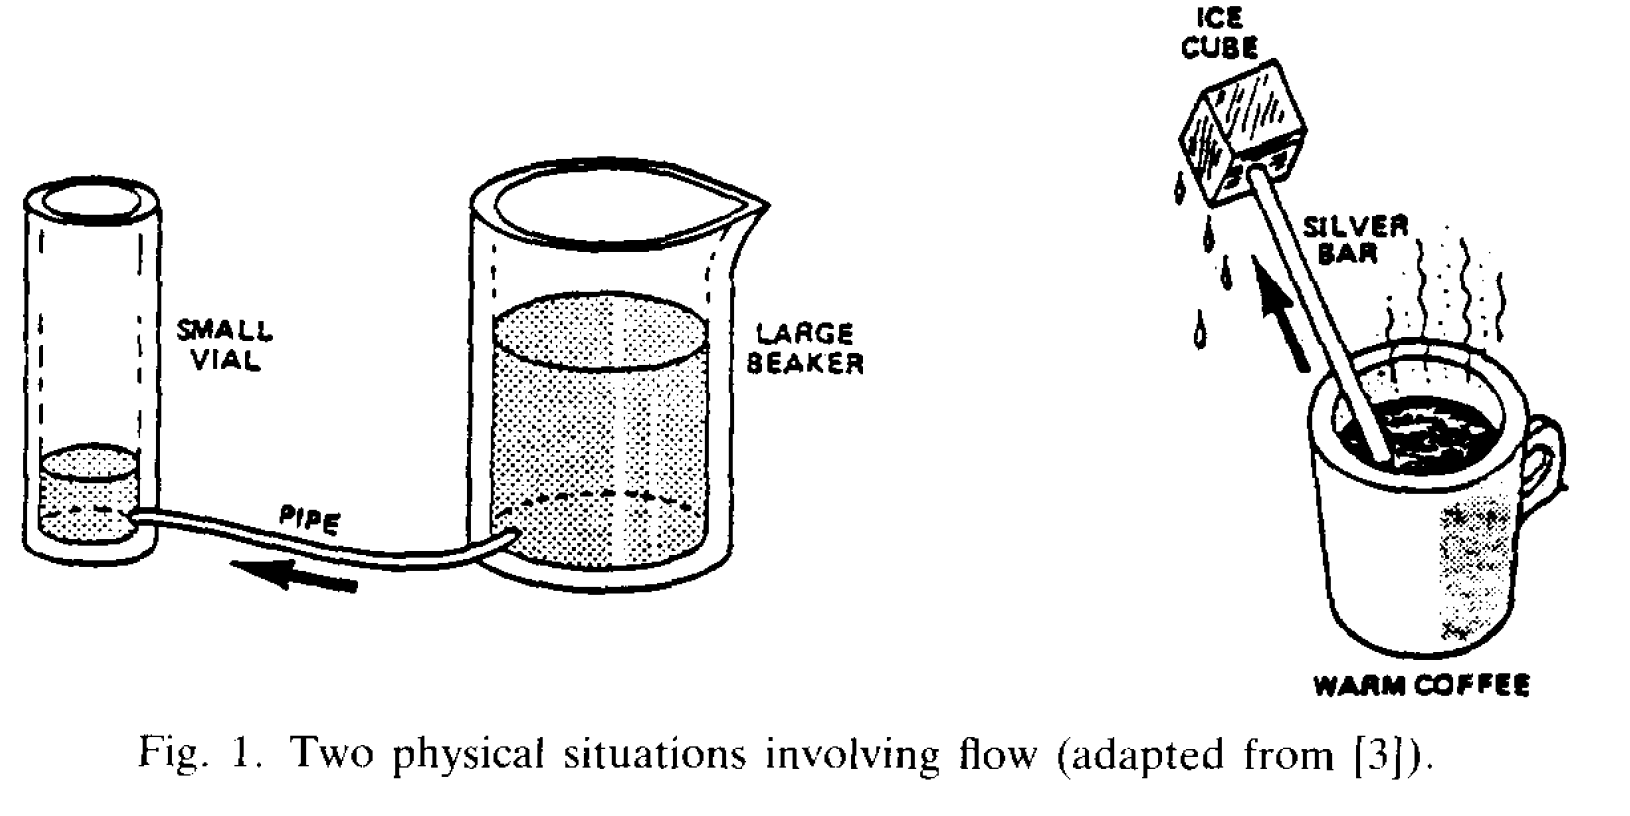 ICE
CUBE
SILVER
BAR
SMALL
VIAL
LARGE
BEAKER
PIPE
WARM COFFEE
Fig. 1. Two physical situations involving flow (adapted from [3]).